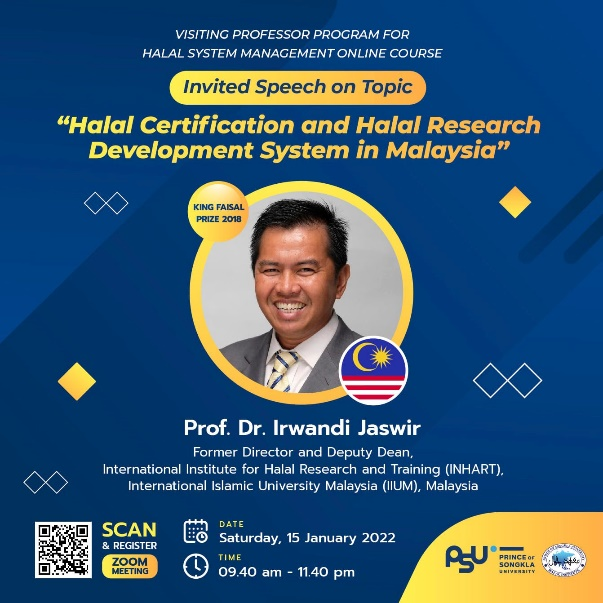 VISITING PROFESSOR PROGRAM FOR
HALAL SYSTEM MANAGEMENT ONLINE COURSE
Invited Speech on Topic
“Halal Certification and Halal Research
Development System in Malaysia”
KING FAISAL
PRIZE 2018
Prof. Dr. Irwandi Jaswir
Former Director and Deputy Dean,
International Institute for Halal Research and Training (INHART),
International Islamic University Malaysia (IIUM), Malaysia
SCAN
& REGISTER
ZOOM
MEETING
DATE
Saturday, 15 January 2022
TIME
09.40 am - 11.40 pm
PSU
PRINCE OF
SONGKLA
UNIVERSITY